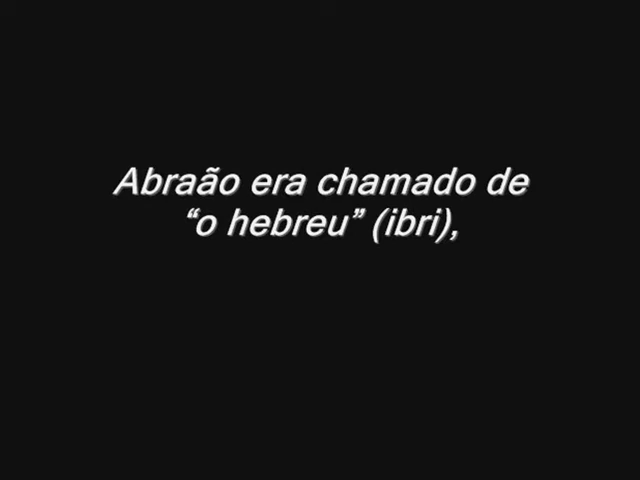 Abraão era chamado de
“o hebreu” (ibri),